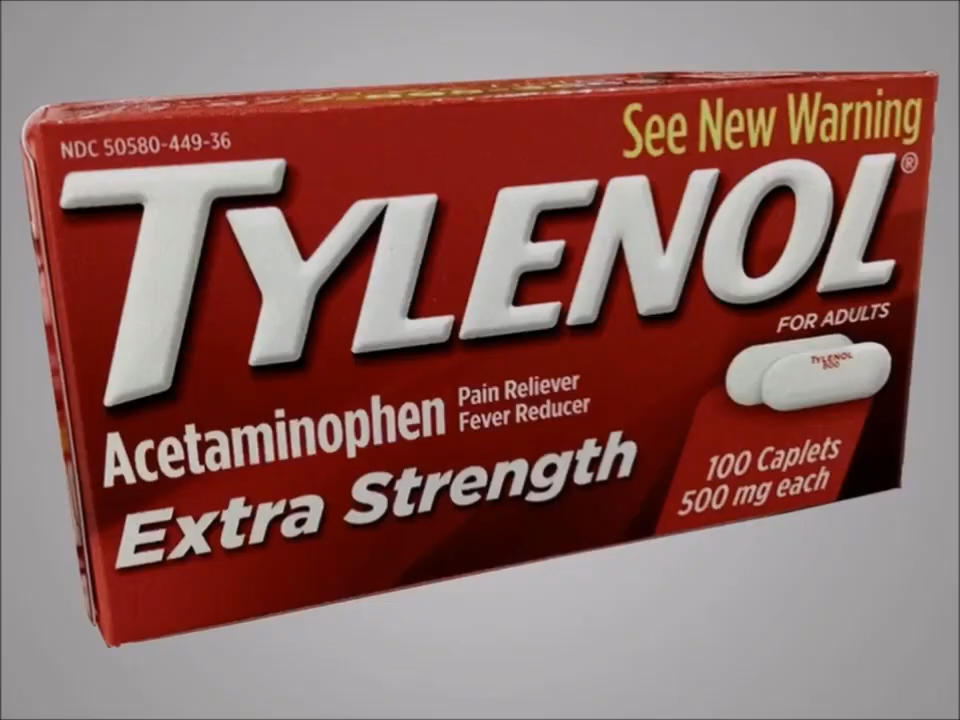 NDC 50580-449-36
See New Warning
TYLENOL®
FOR ADULTS
TYLENOL
500
Acetaminophen
Pain Reliever
Fever Reducer
Extra Strength
100 Caplets
500 mg each